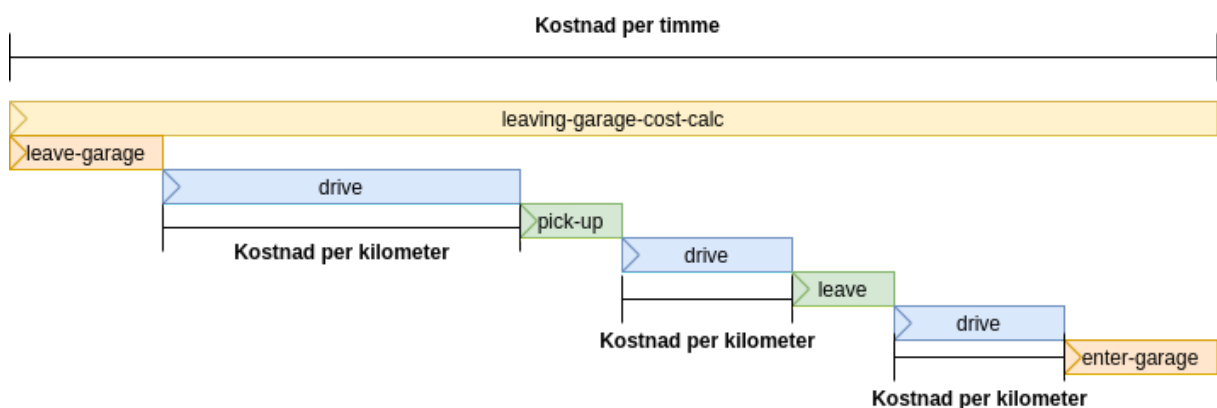 Kostnad per timme
leaving-garage-cost-calc
leave-garage
drive
pick-up
Kostnad per kilometer
drive
leave
drive
Kostnad per kilometer
enter-garage
Kostnad per kilometer